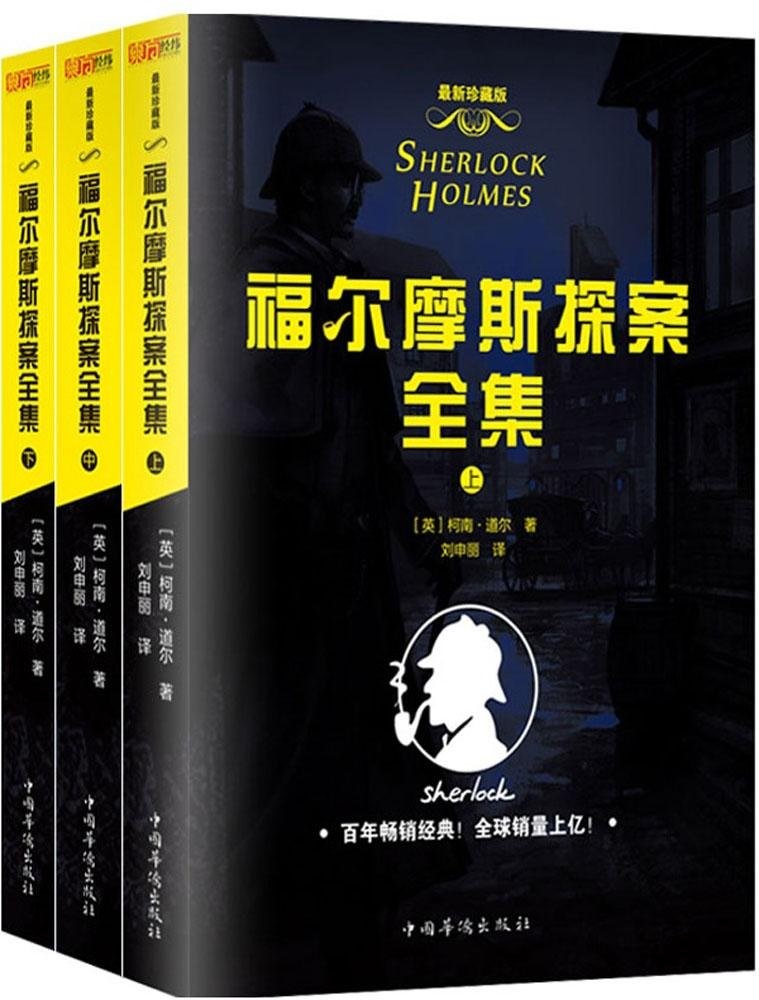 最新珍藏版
SHERLOCK
HOLMES
福尔摩斯探案
全集
上
[英]柯南·道尔 著
刘申丽 译
sherlock
·百年畅销经典！全球销量上亿！·
中国华侨出版社
最新珍藏版
福尔摩斯探案全集
上
[英]柯南·道尔 著
刘申丽 译
中国华侨出版社
最新珍藏版
福尔摩斯探案全集
中
[英]柯南·道尔 著
刘申丽 译
中国华侨出版社
最新珍藏版
福尔摩斯探案全集
下
[英]柯南·道尔 著
刘申丽 译
中国华侨出版社